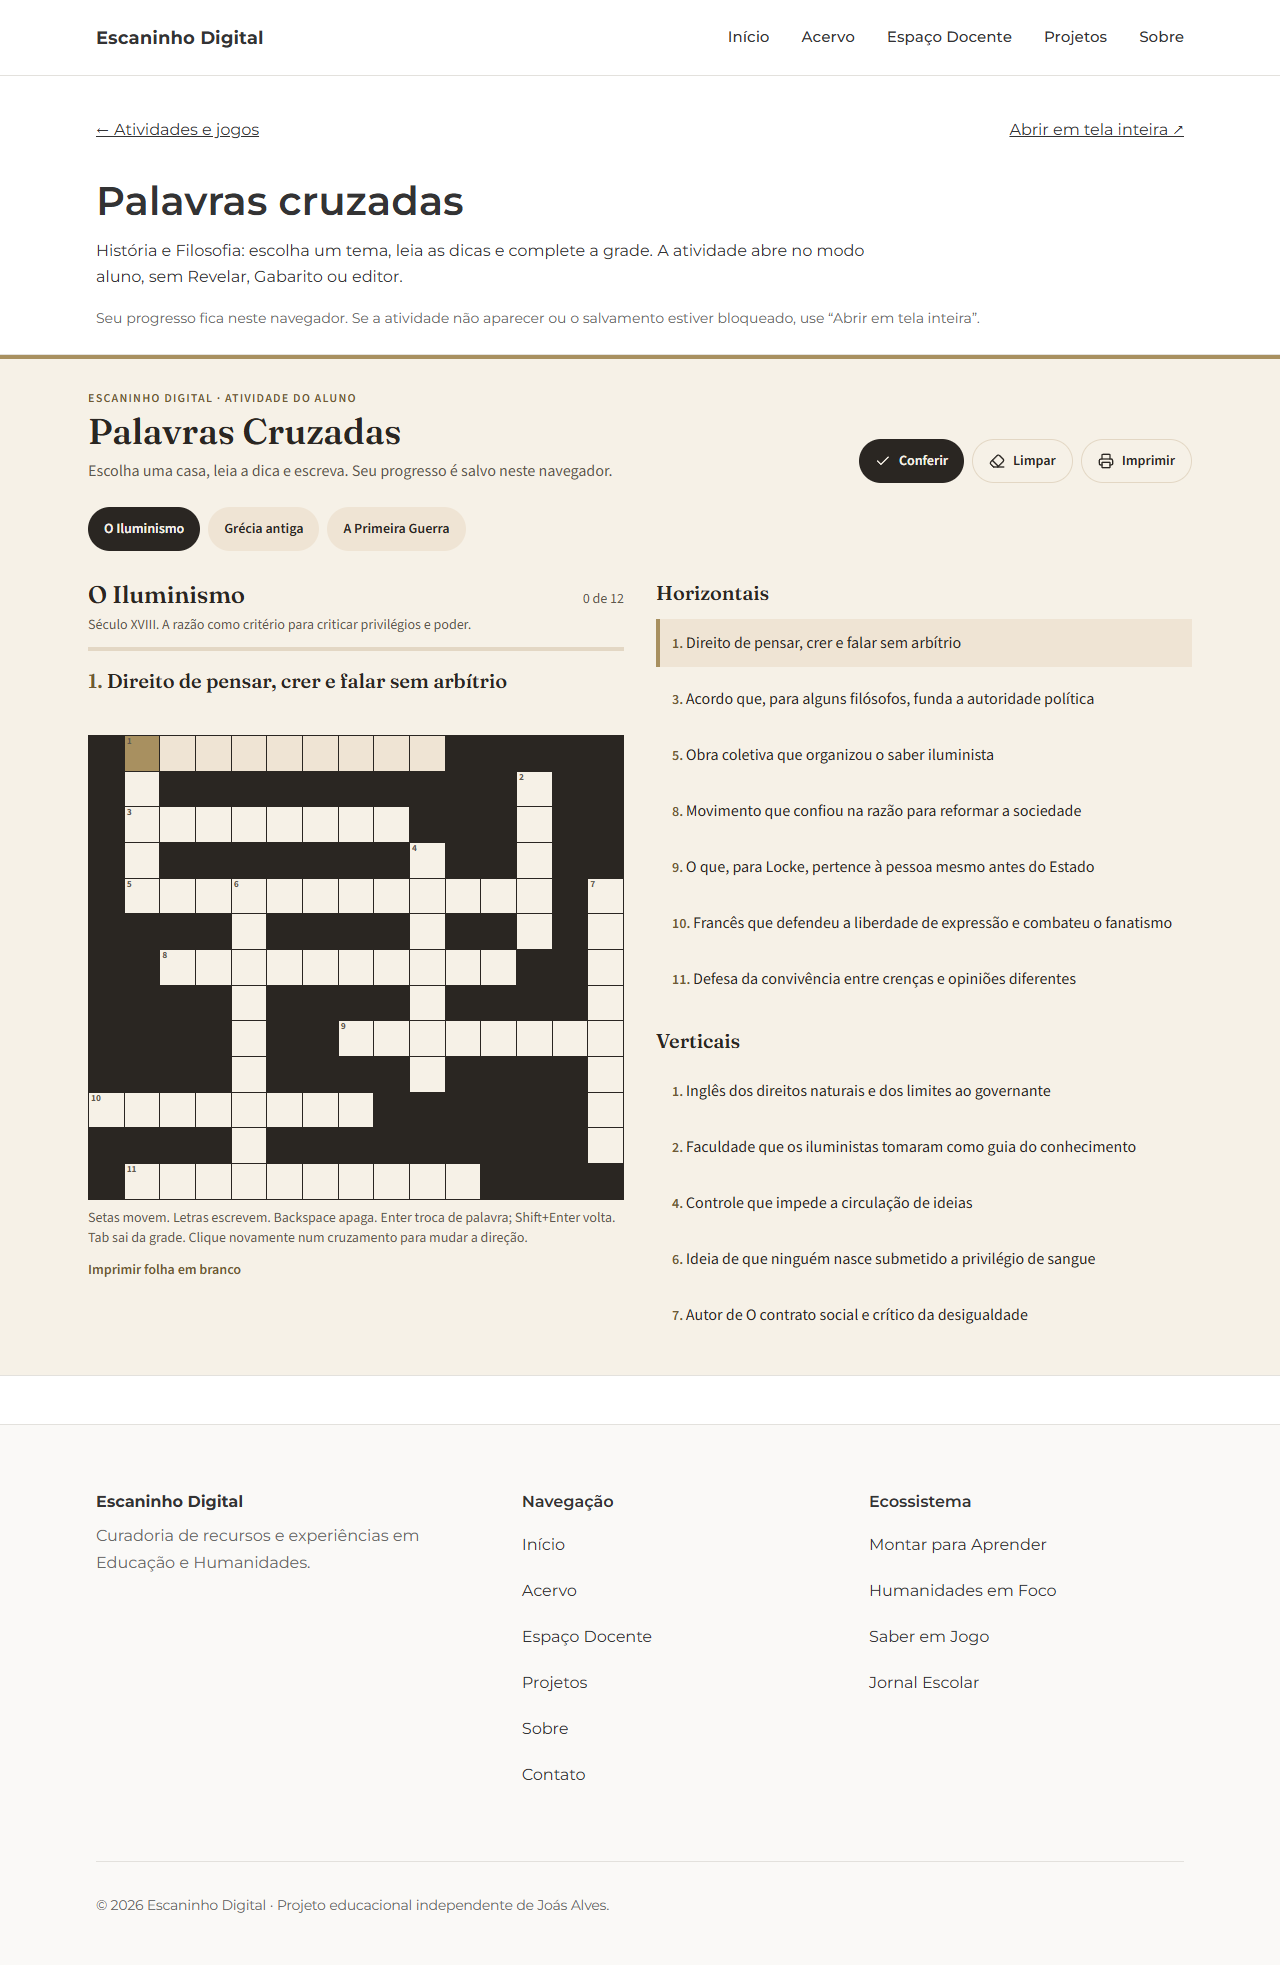 Escaninho Digital
Início
Acervo
Espaço Docente
Projetos
Sobre
← Atividades e jogos
Abrir em tela inteira ↗
Palavras cruzadas
História e Filosofia: escolha um tema, leia as dicas e complete a grade. A atividade abre no modo
aluno, sem Revelar, Gabarito ou editor.
Seu progresso fica neste navegador. Se a atividade não aparecer ou o salvamento estiver bloqueado, use “Abrir em tela inteira”.
ESCANINHO DIGITAL · ATIVIDADE DO ALUNO
Palavras Cruzadas
Escolha uma casa, leia a dica e escreva. Seu progresso é salvo neste navegador.
Conferir
Limpar
Imprimir
O Iluminismo
Grécia antiga
A Primeira Guerra
O Iluminismo
0 de 12
Século XVIII. A razão como critério para criticar privilégios e poder.
1. Direito de pensar, crer e falar sem arbítrio
1
2
3
4
5
6
7
8
9
10
11
Setas movem. Letras escrevem. Backspace apaga. Enter troca de palavra; Shift+Enter volta.
Tab sai da grade. Clique novamente num cruzamento para mudar a direção.
Imprimir folha em branco
Horizontais
1. Direito de pensar, crer e falar sem arbítrio
3. Acordo que, para alguns filósofos, funda a autoridade política
5. Obra coletiva que organizou o saber iluminista
8. Movimento que confiou na razão para reformar a sociedade
9. O que, para Locke, pertence à pessoa mesmo antes do Estado
10. Francês que defendeu a liberdade de expressão e combateu o fanatismo
11. Defesa da convivência entre crenças e opiniões diferentes
Verticais
1. Inglês dos direitos naturais e dos limites ao governante
2. Faculdade que os iluministas tomaram como guia do conhecimento
4. Controle que impede a circulação de ideias
6. Ideia de que ninguém nasce submetido a privilégio de sangue
7. Autor de O contrato social e crítico da desigualdade
Escaninho Digital
Curadoria de recursos e experiências em
Educação e Humanidades.
Navegação
Início
Acervo
Espaço Docente
Projetos
Sobre
Contato
Ecossistema
Montar para Aprender
Humanidades em Foco
Saber em Jogo
Jornal Escolar
© 2026 Escaninho Digital · Projeto educacional independente de Joás Alves.